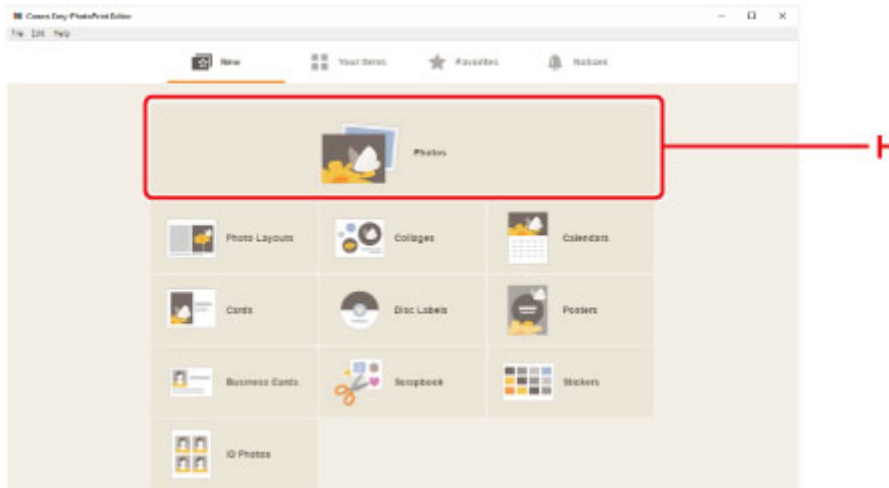 Canon Easy-PhotoPrint Editor
File Edit Help
New Your Items Favorites Notices
Photos
Photo Layouts Collages Calendars
Cards Disc Labels Posters
Business Cards Scrapbook Stickers
ID Photos